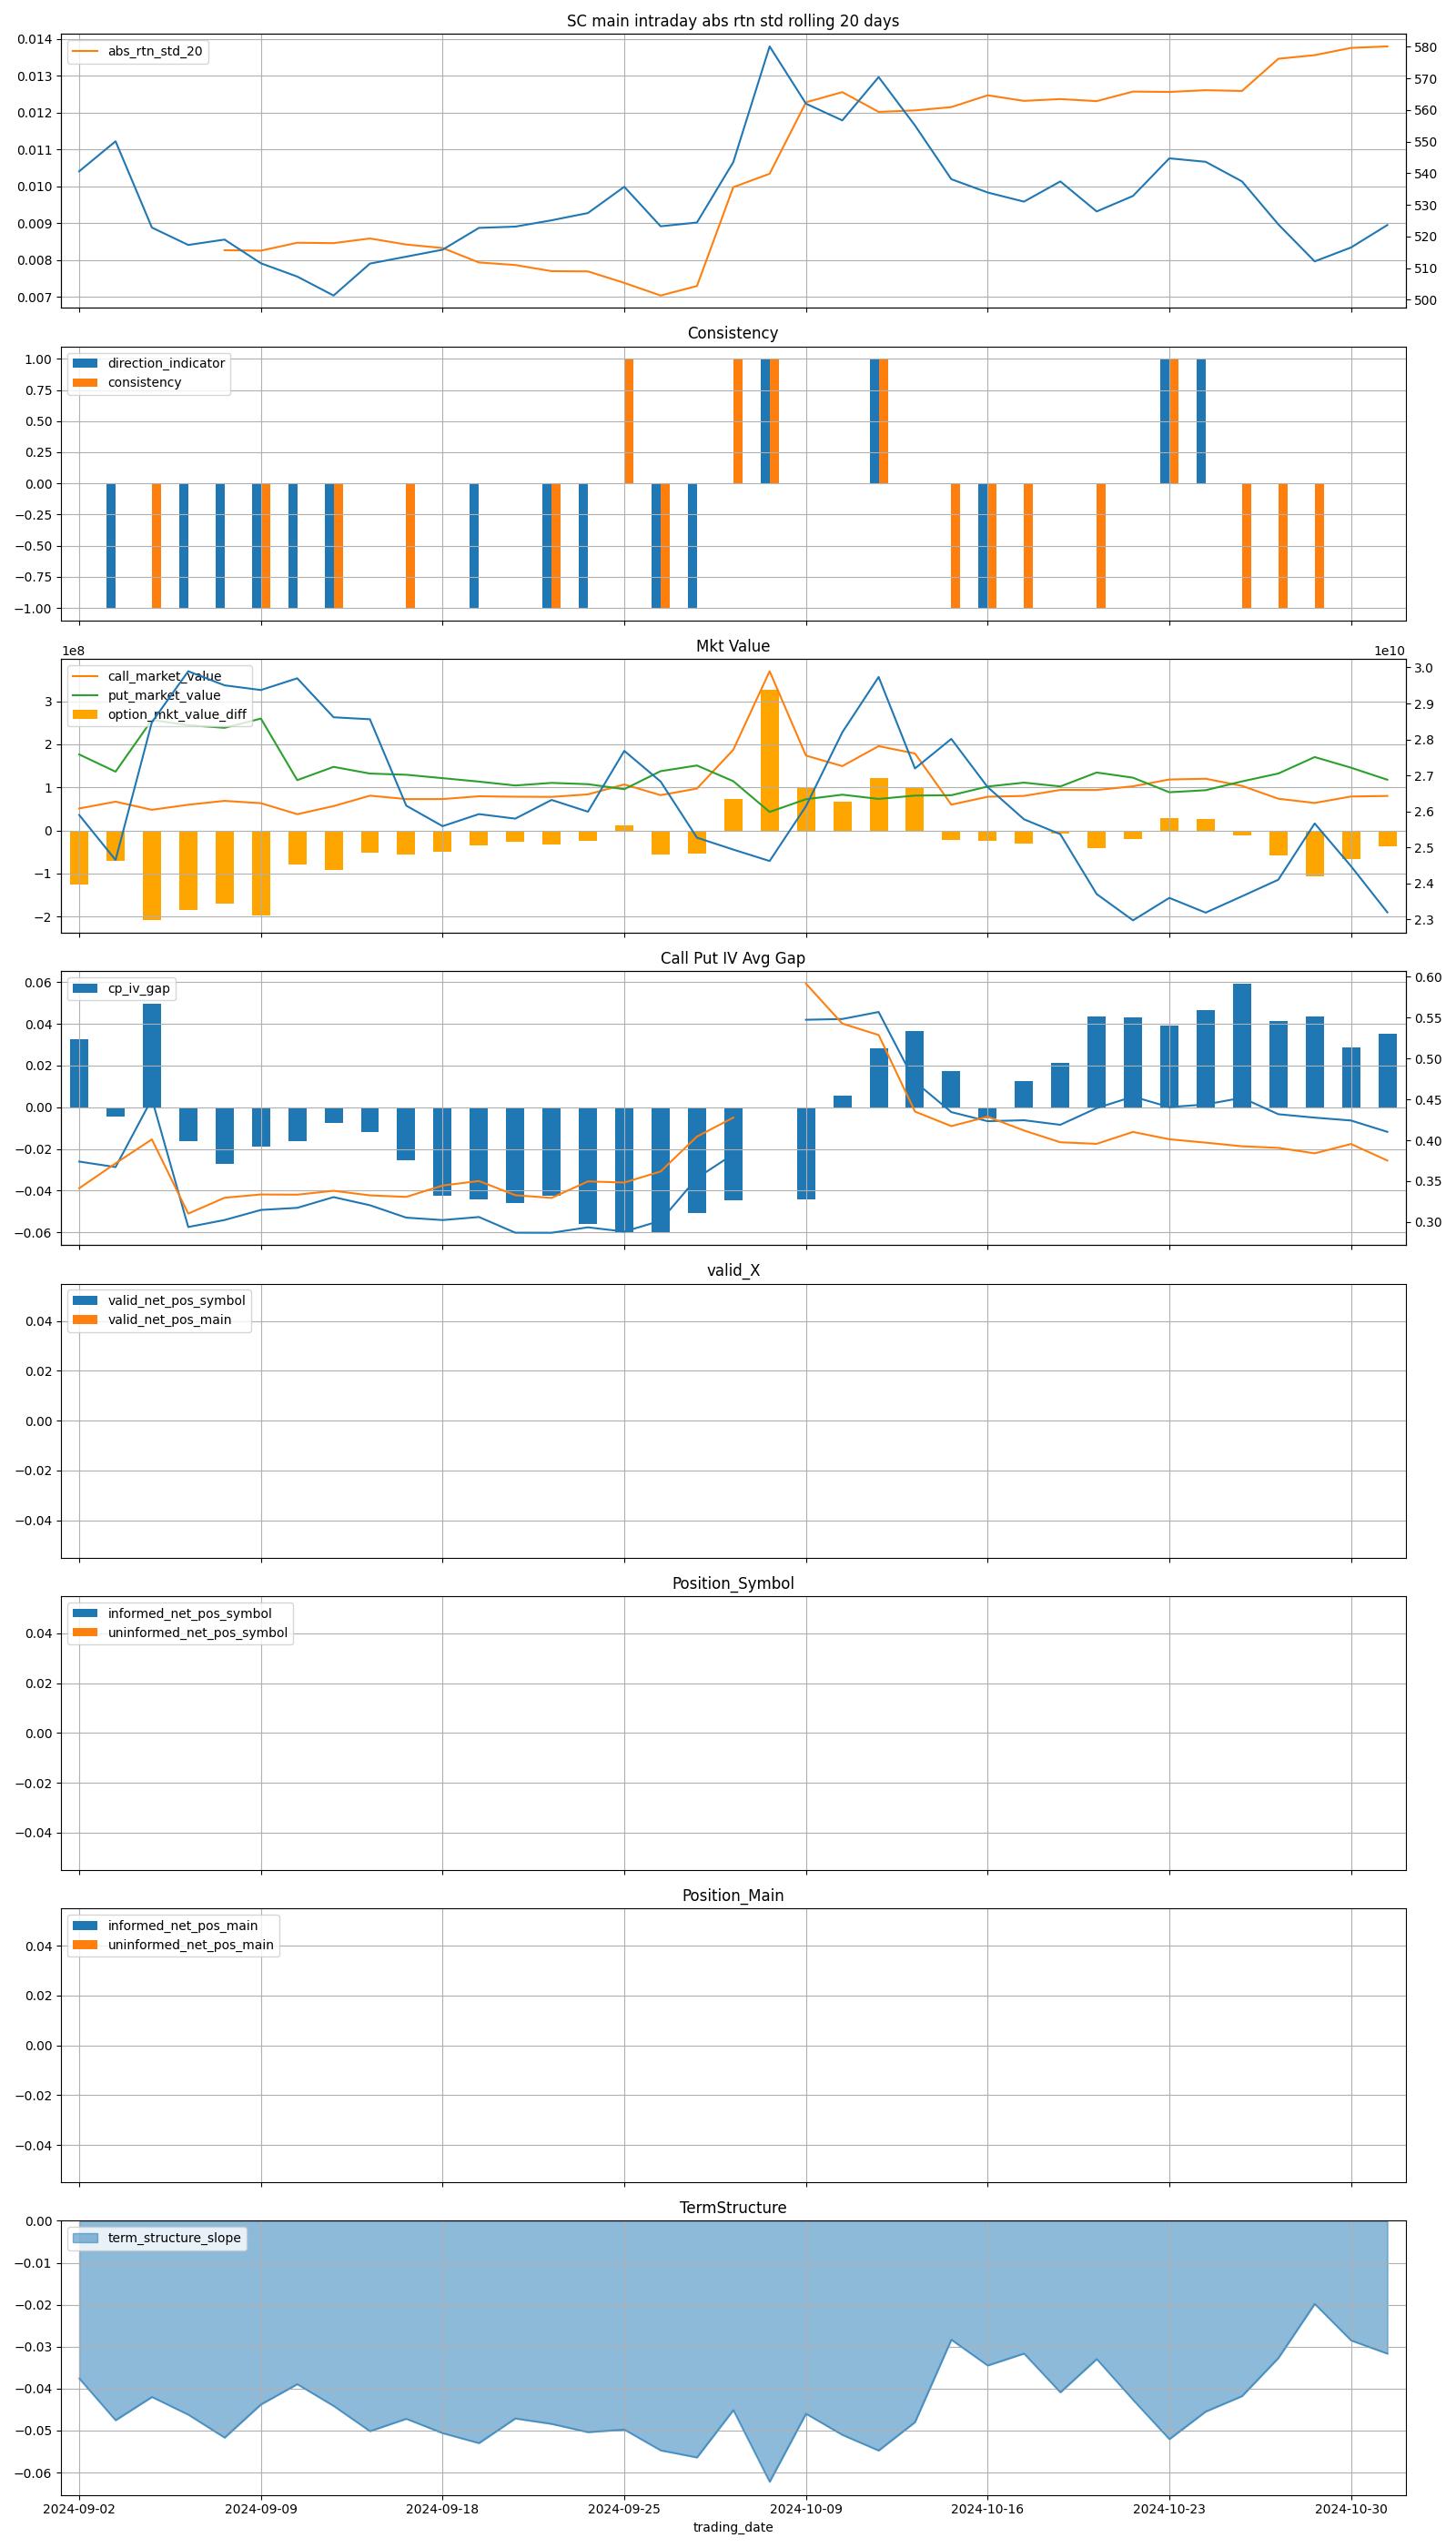 SC main intraday abs rtn std rolling 20 days
abs_rtn_std_20
0.014
0.013
0.012
0.011
0.010
0.009
0.008
0.007
580
570
560
550
540
530
520
510
500
Consistency
direction_indicator
consistency
1.00
0.75
0.50
0.25
0.00
−0.25
−0.50
−0.75
−1.00
Mkt Value
1e8
1e10
call_market_value
put_market_value
option_mkt_value_diff
3
2
1
0
−1
−2
3.0
2.9
2.8
2.7
2.6
2.5
2.4
2.3
Call Put IV Avg Gap
cp_iv_gap
0.06
0.04
0.02
0.00
−0.02
−0.04
−0.06
0.60
0.55
0.50
0.45
0.40
0.35
0.30
valid_X
valid_net_pos_symbol
valid_net_pos_main
0.04
0.02
0.00
−0.02
−0.04
Position_Symbol
informed_net_pos_symbol
uninformed_net_pos_symbol
0.04
0.02
0.00
−0.02
−0.04
Position_Main
informed_net_pos_main
uninformed_net_pos_main
0.04
0.02
0.00
−0.02
−0.04
TermStructure
term_structure_slope
0.00
−0.01
−0.02
−0.03
−0.04
−0.05
−0.06
2024-09-02 2024-09-09 2024-09-18 2024-09-25 2024-10-09 2024-10-16 2024-10-23 2024-10-30
trading_date